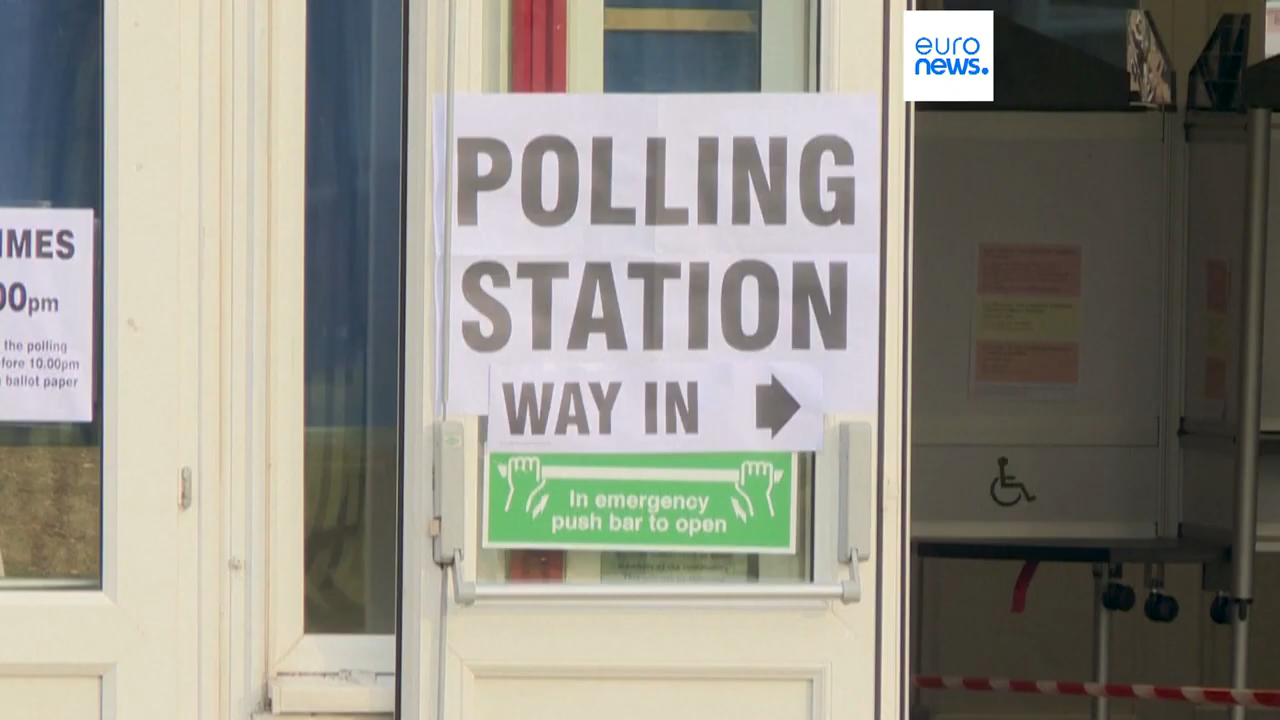 euro
news.
POLLING
STATION
WAY IN
In emergency
push bar to open
IMES
00pm
the polling
fore 10.00pm
ballot paper